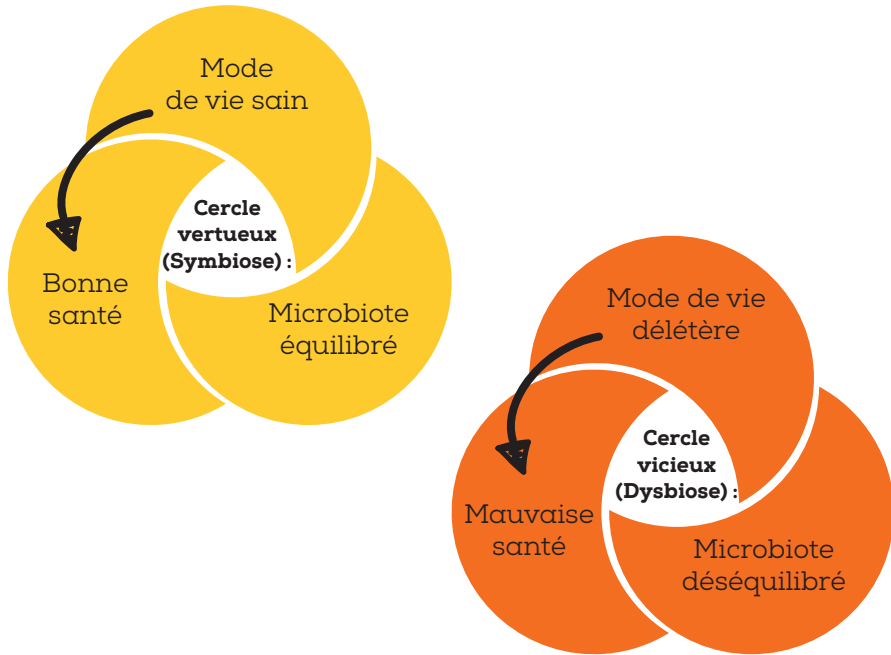 Mode
de vie sain
Cercle
vertueux
(Symbiose) :
Bonne
santé
Microbiote
équilibré
Mode de vie
délétère
Cercle
vicieux
(Dysbiose) :
Mauvaise
santé
Microbiote
déséquilibré